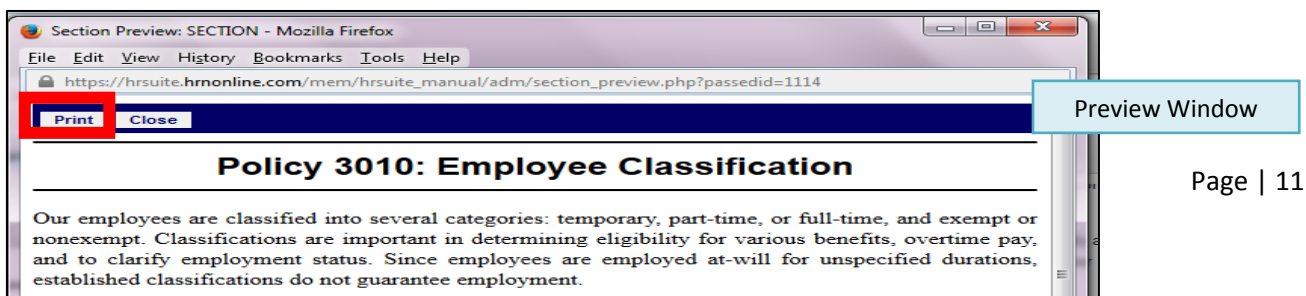 Section Preview: SECTION - Mozilla Firefox
File Edit View History Bookmarks Tools Help
https://hrsuite.hrnonline.com/mem/hrsuite_manual/adm/section_preview.php?passedid=1114
Print Close
Preview Window
Policy 3010: Employee Classification
Page | 11
Our employees are classified into several categories: temporary, part-time, or full-time, and exempt or
nonexempt. Classifications are important in determining eligibility for various benefits, overtime pay,
and to clarify employment status. Since employees are employed at-will for unspecified durations,
established classifications do not guarantee employment.